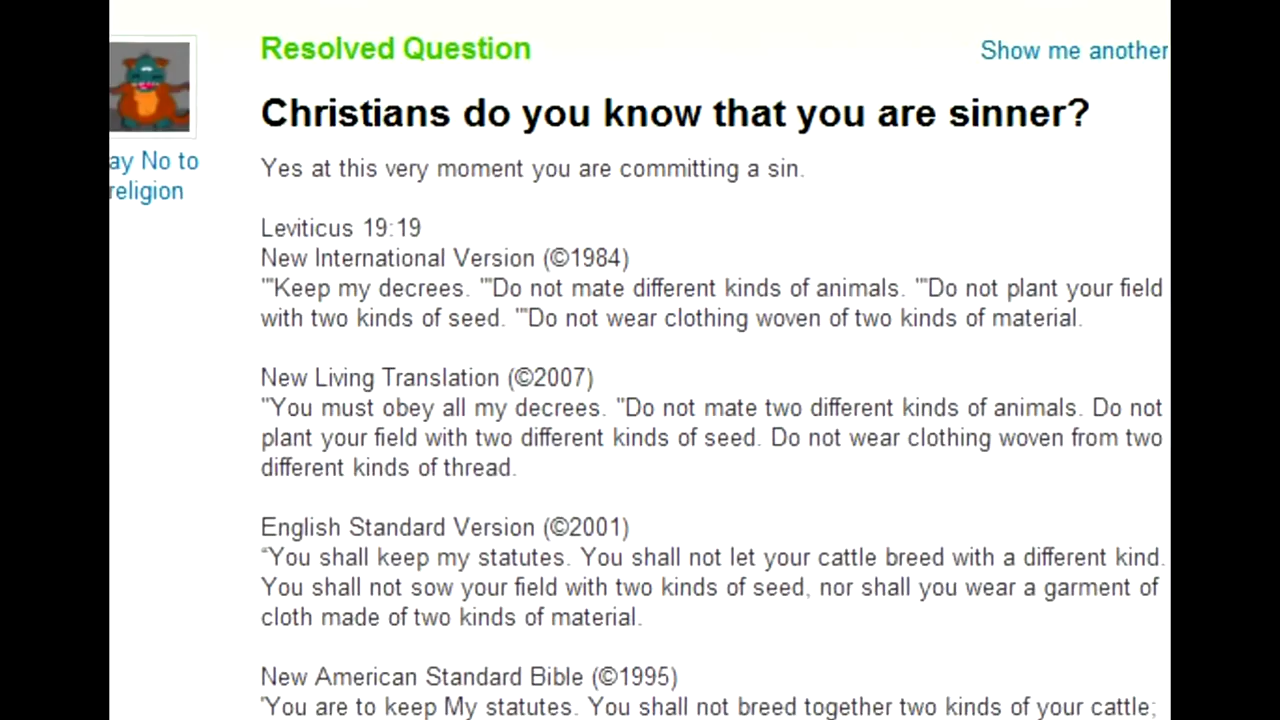 Resolved Question
Show me another
Christians do you know that you are sinner?
ay No to
religion
Yes at this very moment you are committing a sin.
Leviticus 19:19
New International Version (©1984)
"'Keep my decrees. "'Do not mate different kinds of animals. "'Do not plant your field
with two kinds of seed. "'Do not wear clothing woven of two kinds of material.
New Living Translation (©2007)
"You must obey all my decrees. "Do not mate two different kinds of animals. Do not
plant your field with two different kinds of seed. Do not wear clothing woven from two
different kinds of thread.
English Standard Version (©2001)
“You shall keep my statutes. You shall not let your cattle breed with a different kind.
You shall not sow your field with two kinds of seed, nor shall you wear a garment of
cloth made of two kinds of material.
New American Standard Bible (©1995)
'You are to keep My statutes. You shall not breed together two kinds of your cattle;